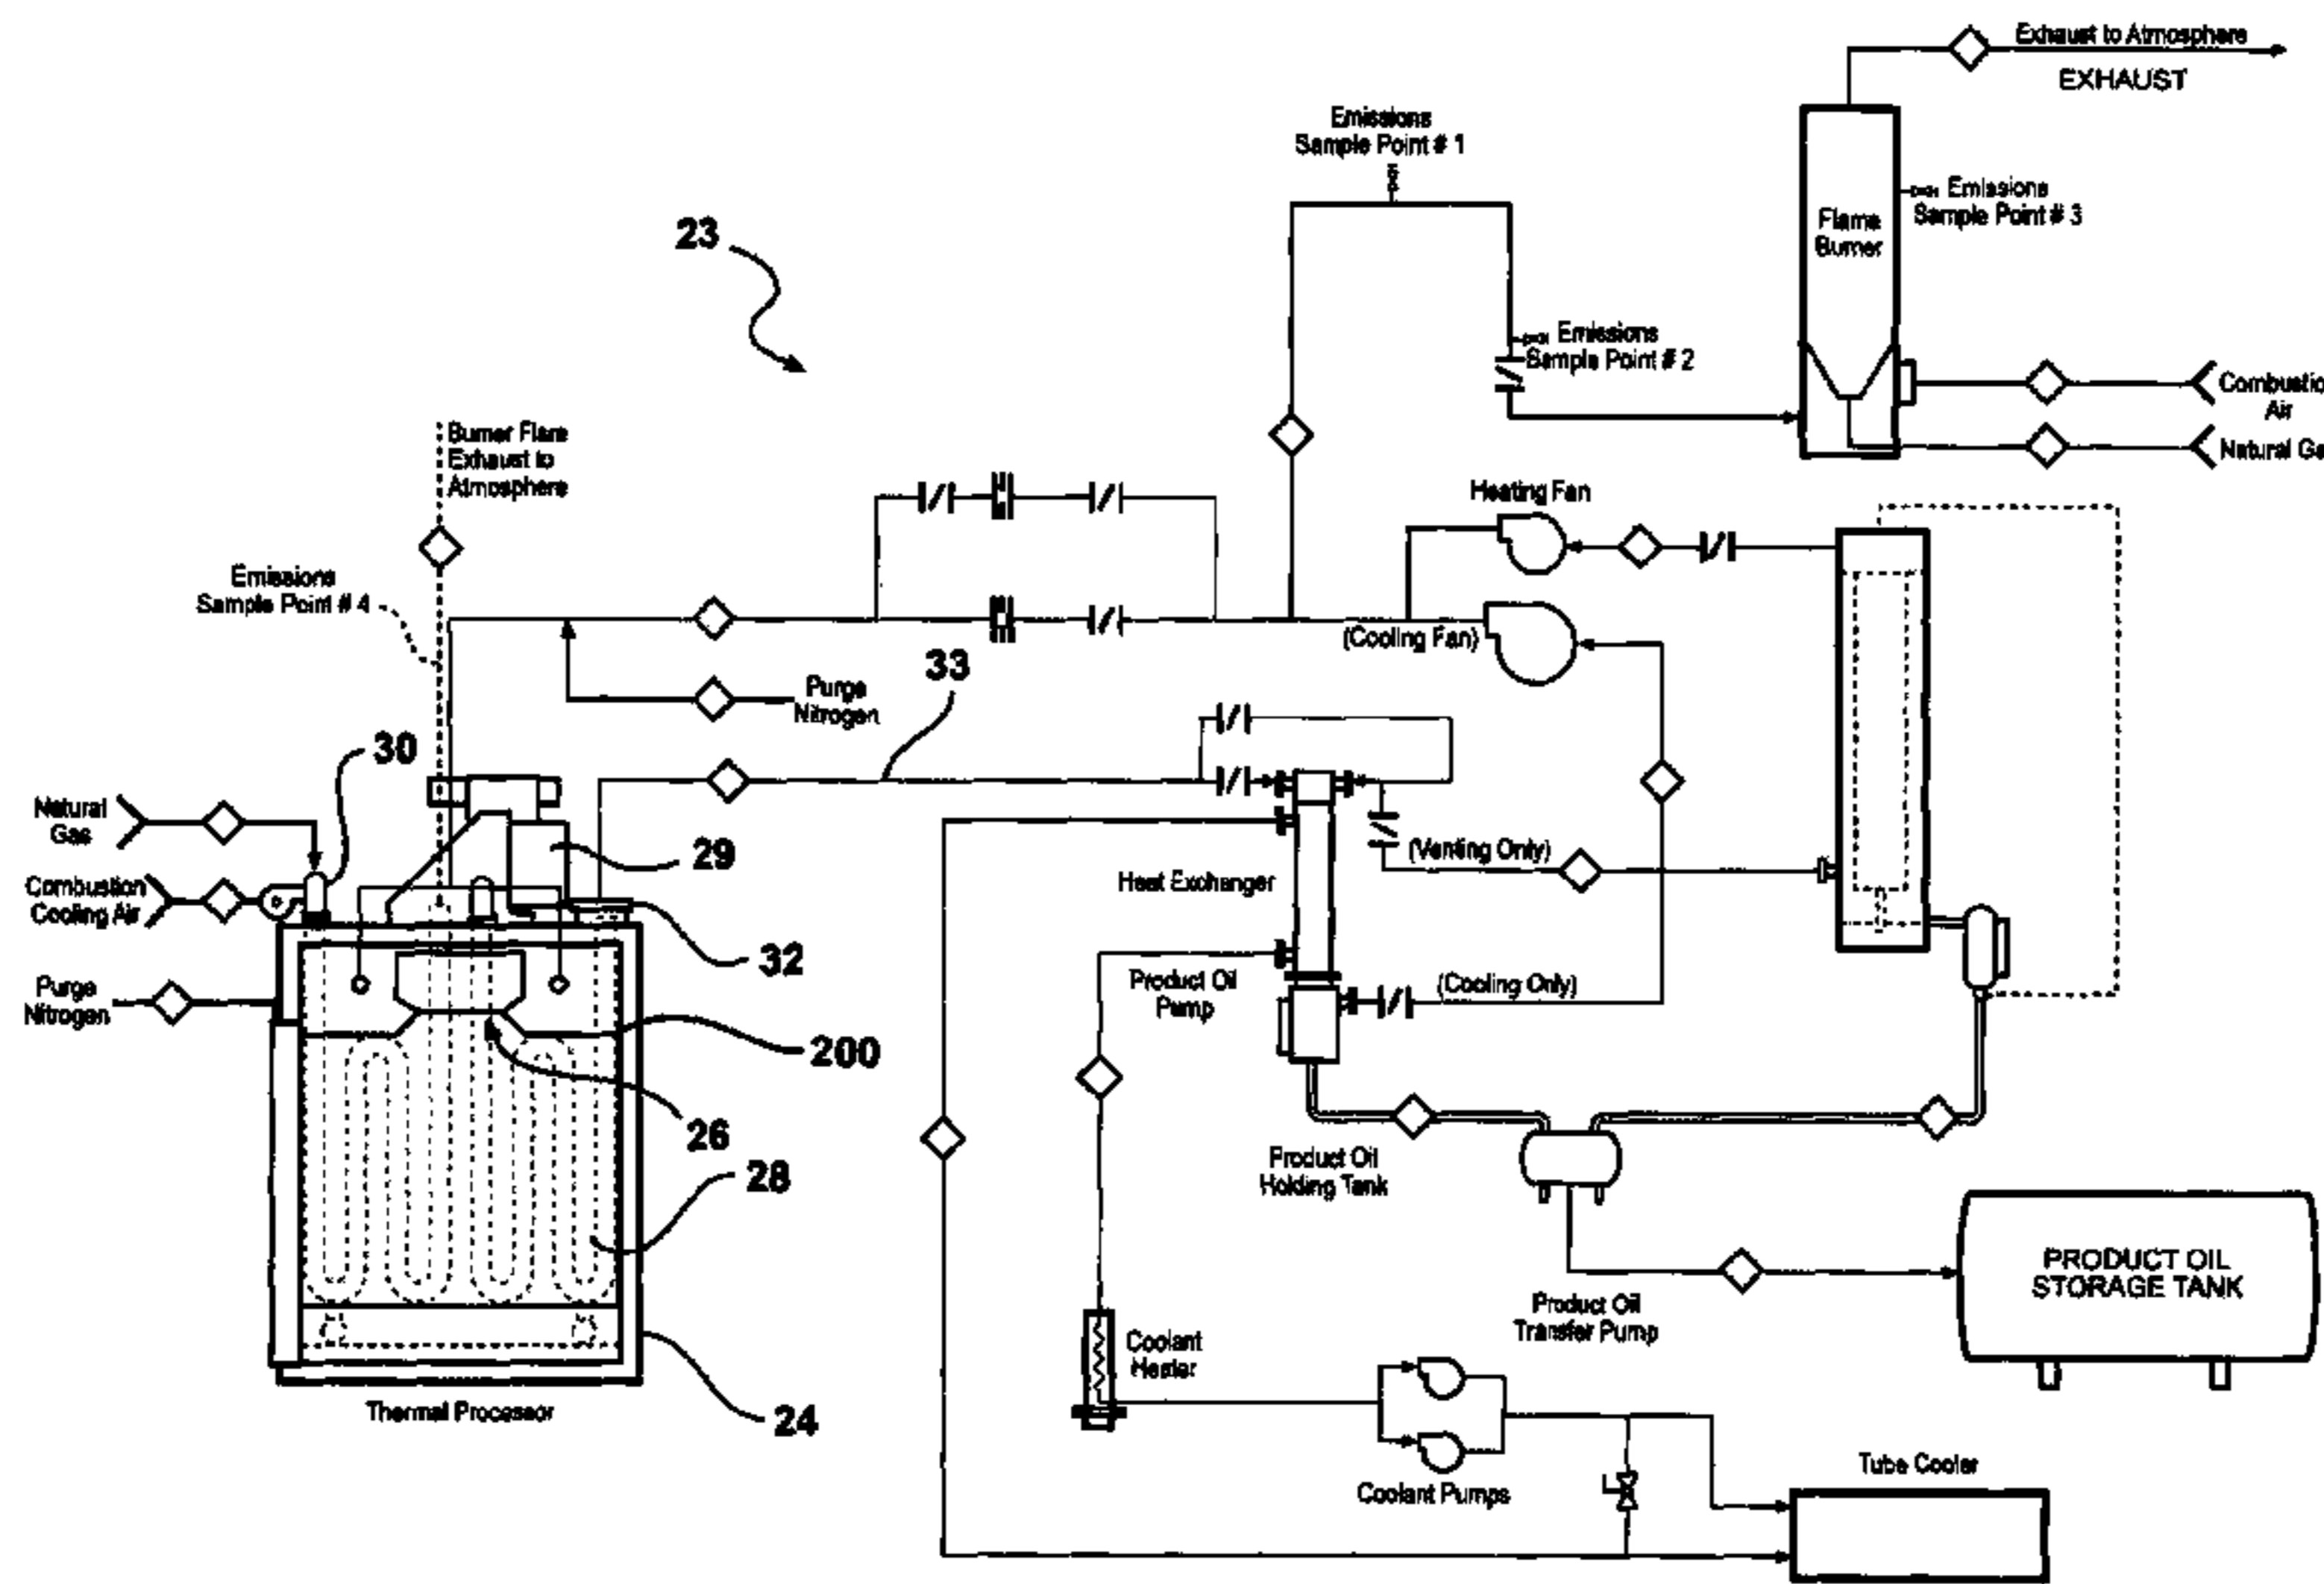 Exhaust to Atmosphere
EXHAUST
Emissions
Sample Point # 1
Emissions
Sample Point # 3
Flame
Burner
23
Emissions
Sample Point # 2
Combustio
Air
Natural Ga
Burner Flare
Exhaust to
Atmosphere
Heating Fan
Emissions
Sample Point # 4
(Cooling Fan)
33
Purge
Nitrogen
30
Natural
Gas
29
(Venting Only)
Heat Exchanger
Combustion
Cooling Air
32
Product Oil
Pump
(Cooling Only)
Purge
Nitrogen
200
26
28
Product Oil
Holding Tank
PRODUCT OIL
STORAGE TANK
Product Oil
Transfer Pump
Coolant
Heater
Thermal Processor
24
Coolant Pumps
Tube Cooler